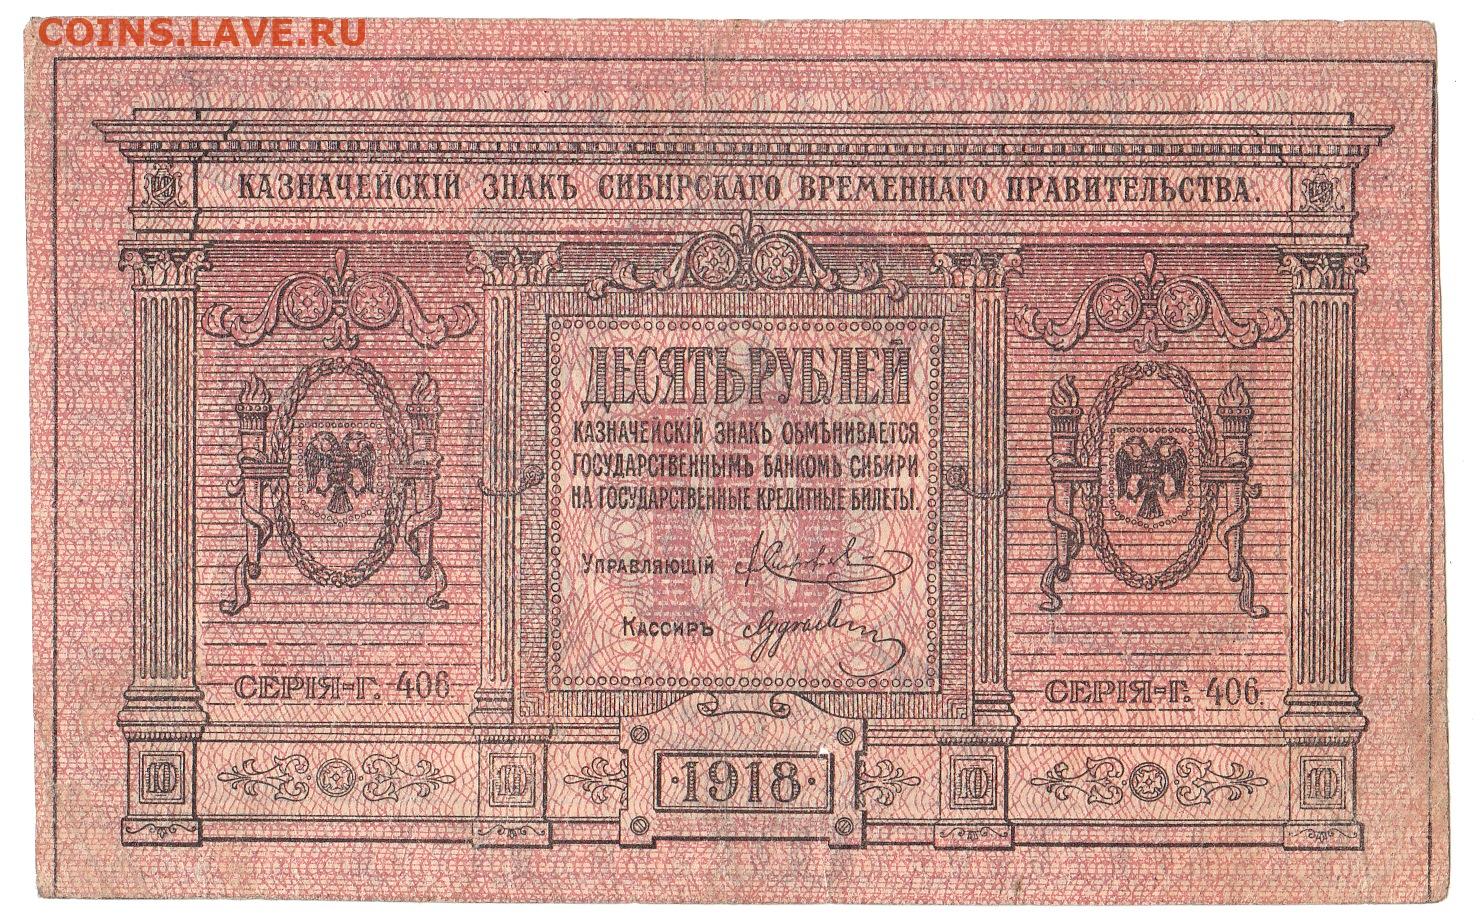 COINS.LAVE.RU
КАЗНАЧЕЙСКІЙ ЗНАКЪ СИБИРСКАГО ВРЕМЕННАГО ПРАВИТЕЛЬСТВА.
ДЕСЯТЬ РУБЛЕЙ
КАЗНАЧЕЙСКІЙ ЗНАКЪ ОБМѢНИВАЕТСЯ
ГОСУДАРСТВЕННЫМЪ БАНКОМЪ СИБИРИ
НА ГОСУДАРСТВЕННЫЕ КРЕДИТНЫЕ БИЛЕТЫ.
УПРАВЛЯЮЩІЙ
КАССИРЪ
СЕРІЯ-Г. 406.
СЕРІЯ-Г. 406.
·1918·
10
10
10
10